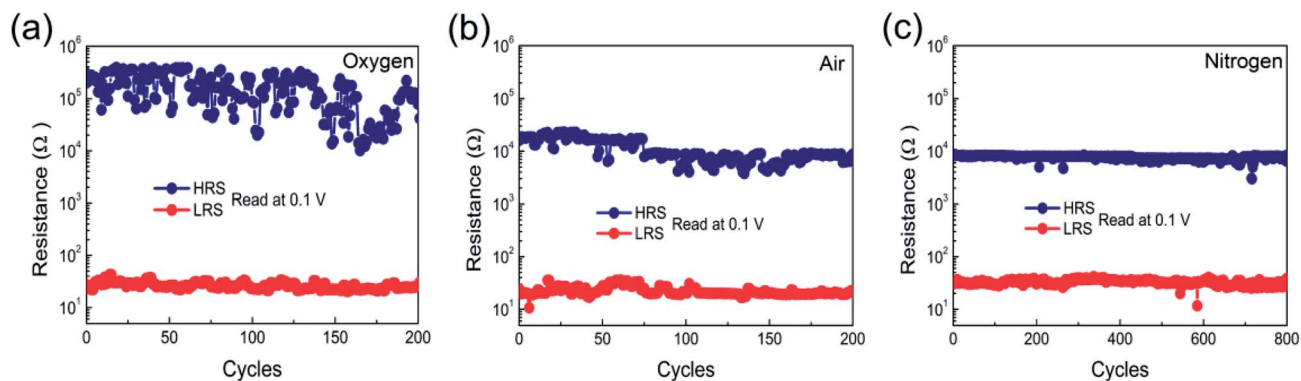 (a)
Oxygen
Resistance (Ω)
10^6
10^5
10^4
10^3
10^2
10^1
HRS
LRS
Read at 0.1 V
0 50 100 150 200
Cycles
(b)
Air
Resistance (Ω)
10^6
10^5
10^4
10^3
10^2
10^1
HRS
LRS
Read at 0.1 V
0 50 100 150 200
Cycles
(c)
Nitrogen
Resistance (Ω)
10^6
10^5
10^4
10^3
10^2
10^1
HRS
LRS
Read at 0.1 V
0 200 400 600 800
Cycles